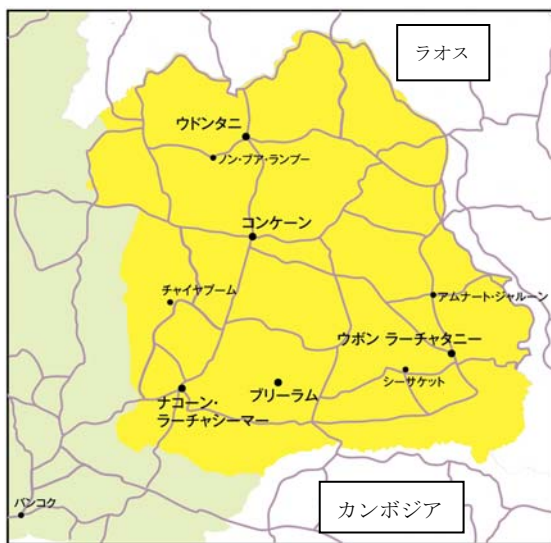 ラオス
ウドンタニ
ノン・ブア・ランプー
コンケーン
チャイヤプーム
アムナート・ジャルーン
ウボン ラーチャタニー
シーサケット
ブリーラム
ナコーン・
ラーチャシーマー
バンコク
カンボジア